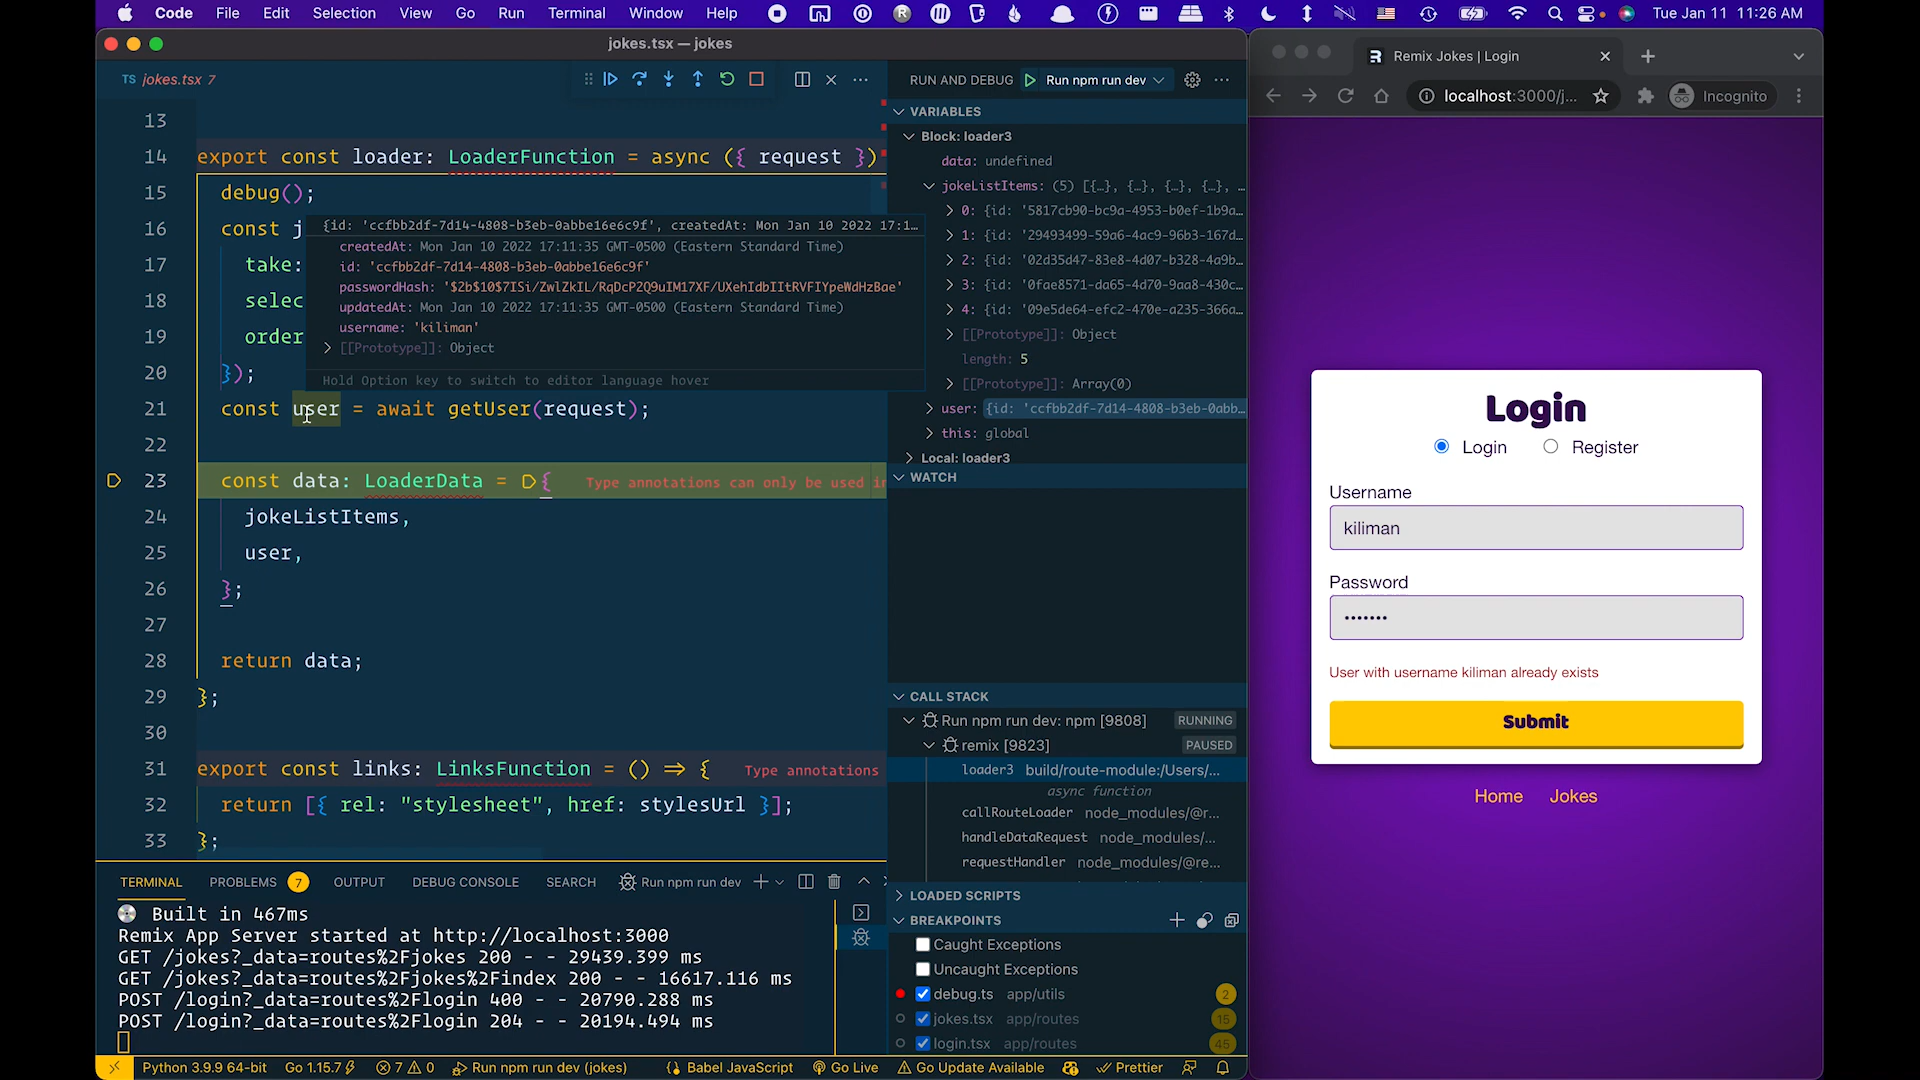 Code File Edit Selection View Go Run Terminal Window Help Tue Jan 11 11:26 AM
jokes.tsx — jokes
TS jokes.tsx 7
13
14 export const loader: LoaderFunction = async ({ request })
15 debug();
16 const j
17 take:
18 selec
19 order
20 });
21 const user = await getUser(request);
22
23 const data: LoaderData = { Type annotations can only be used in
24 jokeListItems,
25 user,
26 };
27
28 return data;
29 };
30
31 export const links: LinksFunction = () ⇒ { Type annotations
32 return [{ rel: "stylesheet", href: stylesUrl }];
33 };
{id: 'ccfbb2df-7d14-4808-b3eb-0abbe16e6c9f', createdAt: Mon Jan 10 2022 17:1…
createdAt: Mon Jan 10 2022 17:11:35 GMT-0500 (Eastern Standard Time)
id: 'ccfbb2df-7d14-4808-b3eb-0abbe16e6c9f'
passwordHash: '$2b$10$7ISi/ZwlZkIL/RqDcP2Q9uIM17XF/UXehIdbIItRVFIYpeWdHzBae'
updatedAt: Mon Jan 10 2022 17:11:35 GMT-0500 (Eastern Standard Time)
username: 'kiliman'
[[Prototype]]: Object
Hold Option key to switch to editor language hover
RUN AND DEBUG Run npm run dev
VARIABLES
Block: loader3
data: undefined
jokeListItems: (5) [{…}, {…}, {…}, {…}, …
0: {id: '5817cb90-bc9a-4953-b0ef-1b9a…
1: {id: '29493499-59a6-4ac9-96b3-167d…
2: {id: '02d35d47-83e8-4d07-b328-4a9b…
3: {id: '0fae8571-da65-4d70-9aa8-430c…
4: {id: '09e5de64-efc2-470e-a235-366a…
[[Prototype]]: Object
length: 5
[[Prototype]]: Array(0)
user: {id: 'ccfbb2df-7d14-4808-b3eb-0abb…
this: global
Local: loader3
WATCH
CALL STACK
Run npm run dev: npm [9808] RUNNING
remix [9823] PAUSED
loader3 build/route-module:/Users/...
async function
callRouteLoader node_modules/@r...
handleDataRequest node_modules/...
requestHandler node_modules/@re...
LOADED SCRIPTS
BREAKPOINTS
Caught Exceptions
Uncaught Exceptions
debug.ts app/utils 2
jokes.tsx app/routes 15
login.tsx app/routes 45
TERMINAL PROBLEMS 7 OUTPUT DEBUG CONSOLE SEARCH Run npm run dev
Built in 467ms
Remix App Server started at http://localhost:3000
GET /jokes?_data=routes%2Fjokes 200 - - 29439.399 ms
GET /jokes?_data=routes%2Fjokes%2Findex 200 - - 16617.116 ms
POST /login?_data=routes%2Flogin 400 - - 20790.288 ms
POST /login?_data=routes%2Flogin 204 - - 20194.494 ms
Python 3.9.9 64-bit Go 1.15.7 7 0 Run npm run dev (jokes) Babel JavaScript Go Live Go Update Available Prettier
Remix Jokes | Login
localhost:3000/j... Incognito
Login
Login Register
Username
kiliman
Password
•••••••
User with username kiliman already exists
Submit
Home Jokes